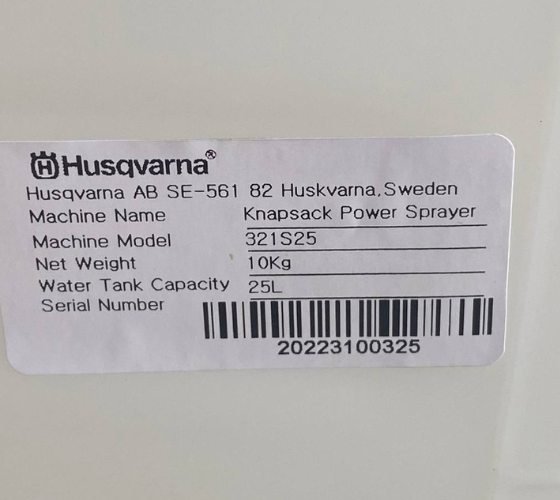 Husqvarna®
Husqvarna AB SE-561 82 Huskvarna,Sweden
Machine Name Knapsack Power Sprayer
Machine Model 321S25
Net Weight 10Kg
Water Tank Capacity 25L
Serial Number
20223100325